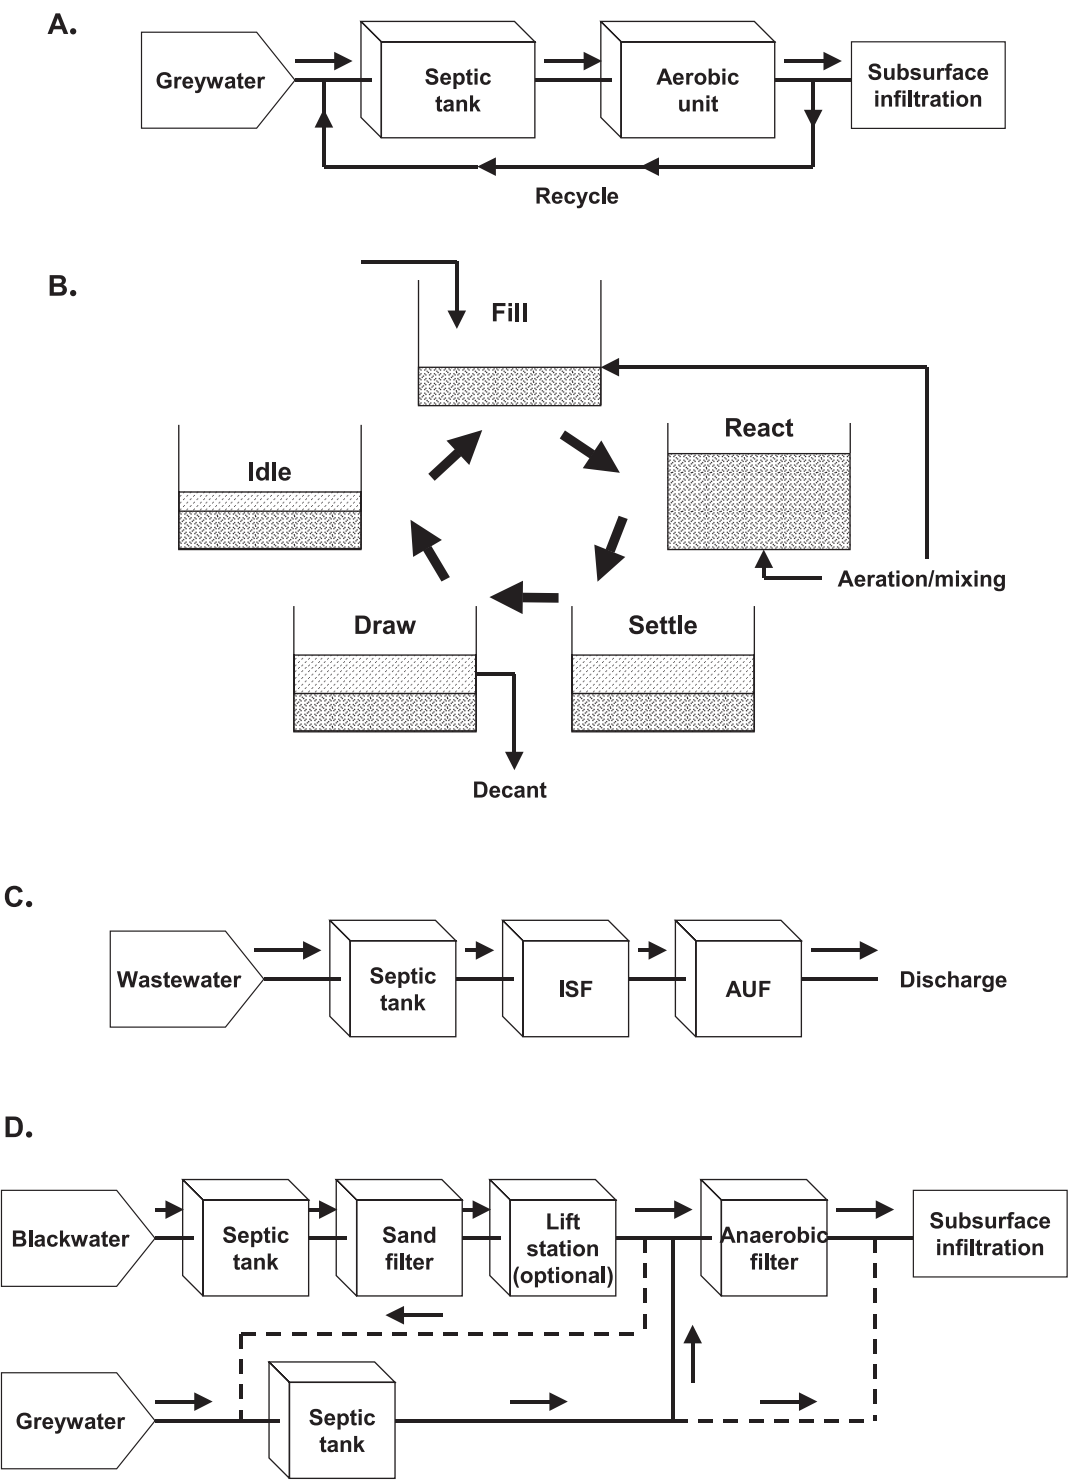 A.
Greywater
Septic
tank
Aerobic
unit
Subsurface
infiltration
Recycle
B.
Fill
React
Idle
Aeration/mixing
Draw
Settle
Decant
C.
Wastewater
Septic
tank
ISF
AUF
Discharge
D.
Blackwater
Septic
tank
Sand
filter
Lift
station
(optional)
Anaerobic
filter
Subsurface
infiltration
Greywater
Septic
tank